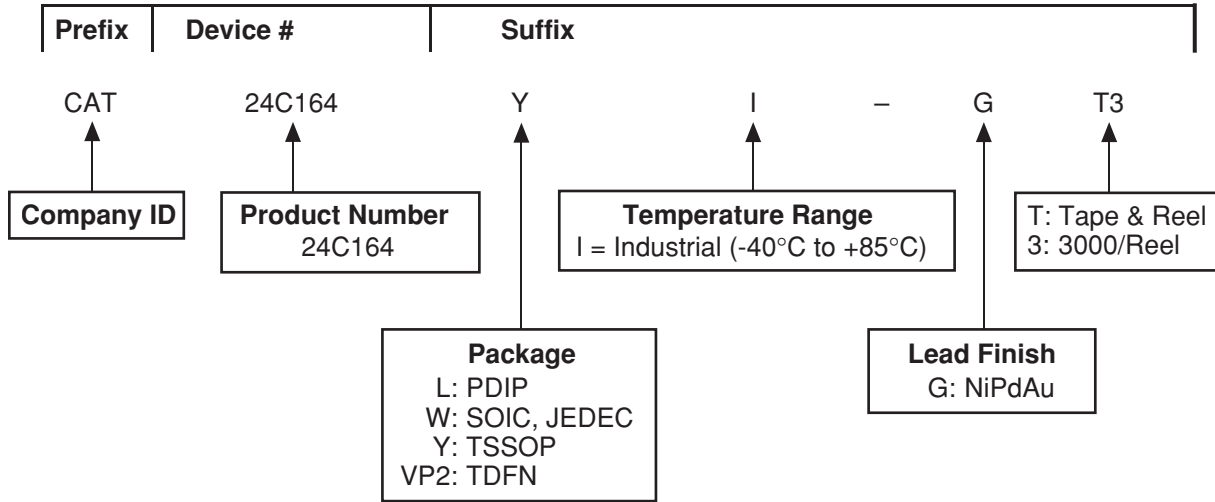 Prefix Device # Suffix
CAT 24C164 Y I – G T3
Company ID
Product Number
24C164
Temperature Range
I = Industrial (-40°C to +85°C)
T: Tape & Reel
3: 3000/Reel
Package
L: PDIP
W: SOIC, JEDEC
Y: TSSOP
VP2: TDFN
Lead Finish
G: NiPdAu